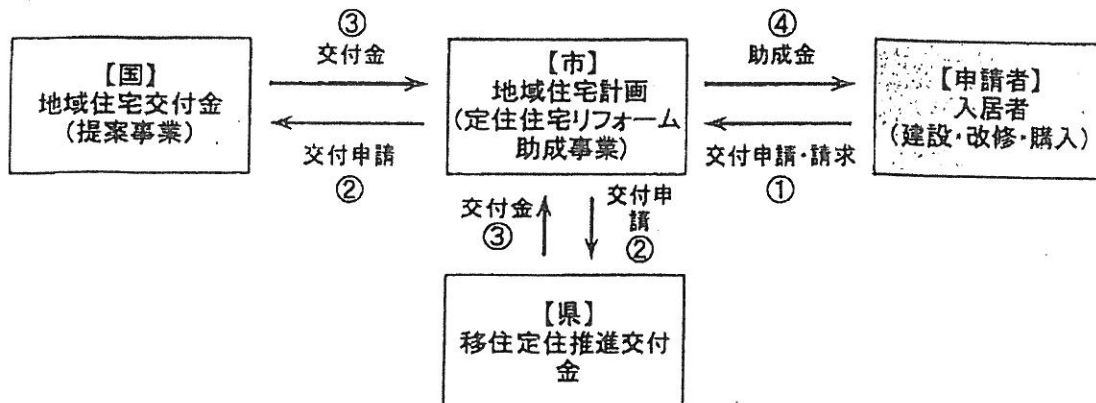 ③
交付金
④
助成金
【国】
地域住宅交付金
(提案事業)
【市】
地域住宅計画
(定住住宅リフォーム
助成事業)
【申請者】
入居者
(建設・改修・購入)
交付申請
②
交付申請・請求
①
交付金
③
交付申
請
②
【県】
移住定住推進交付
金